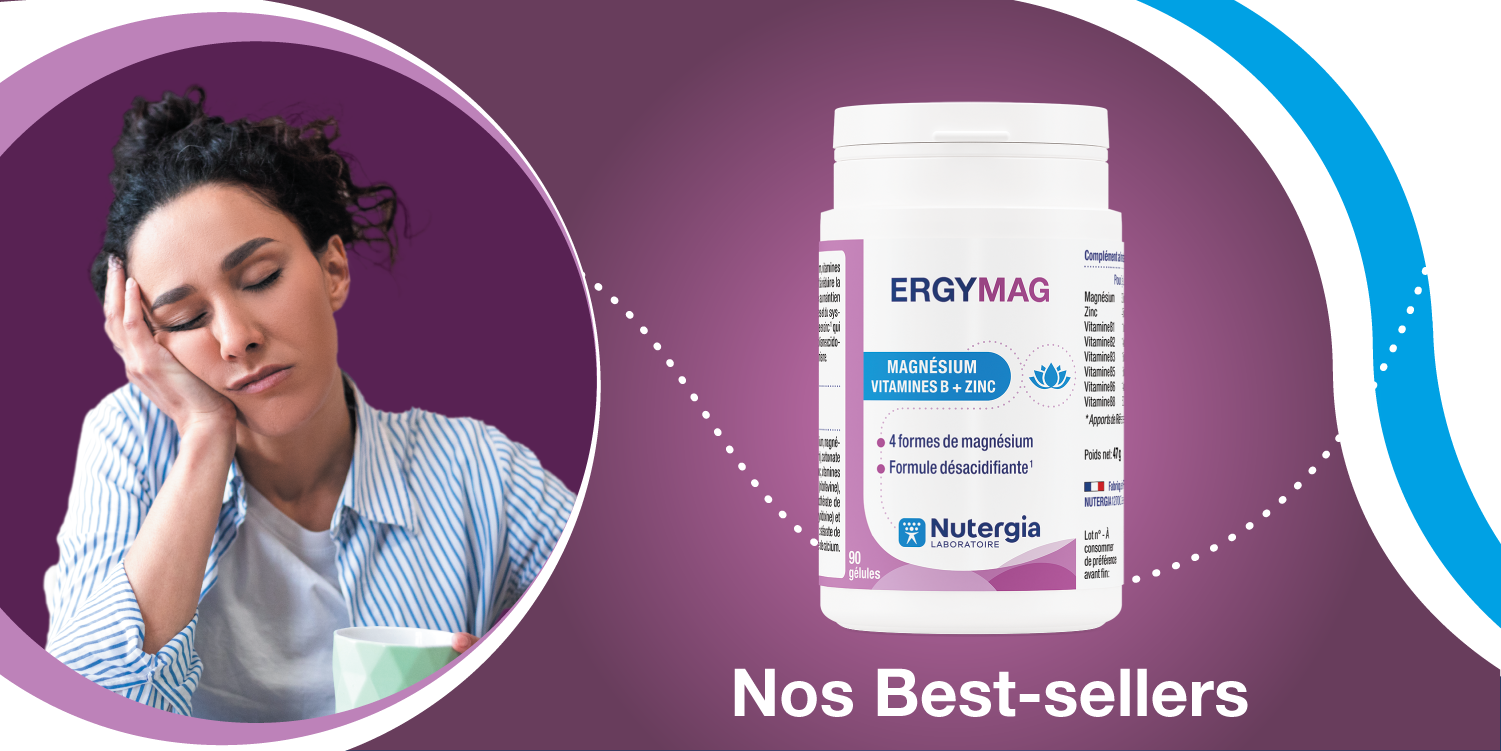 ERGYMAG
MAGNÉSIUM
VITAMINES B + ZINC
4 formes de magnésium
Formule désacidifiante¹
Nutergia
LABORATOIRE
90
gélules
Magnésium
Zinc
Vitamine B1
Vitamine B2
Vitamine B3
Vitamine B5
Vitamine B6
Vitamine B8
Poids net: 47g
NUTERGIA
Lot n° - À
consommer
de préférence
avant fin:
Nos Best-sellers